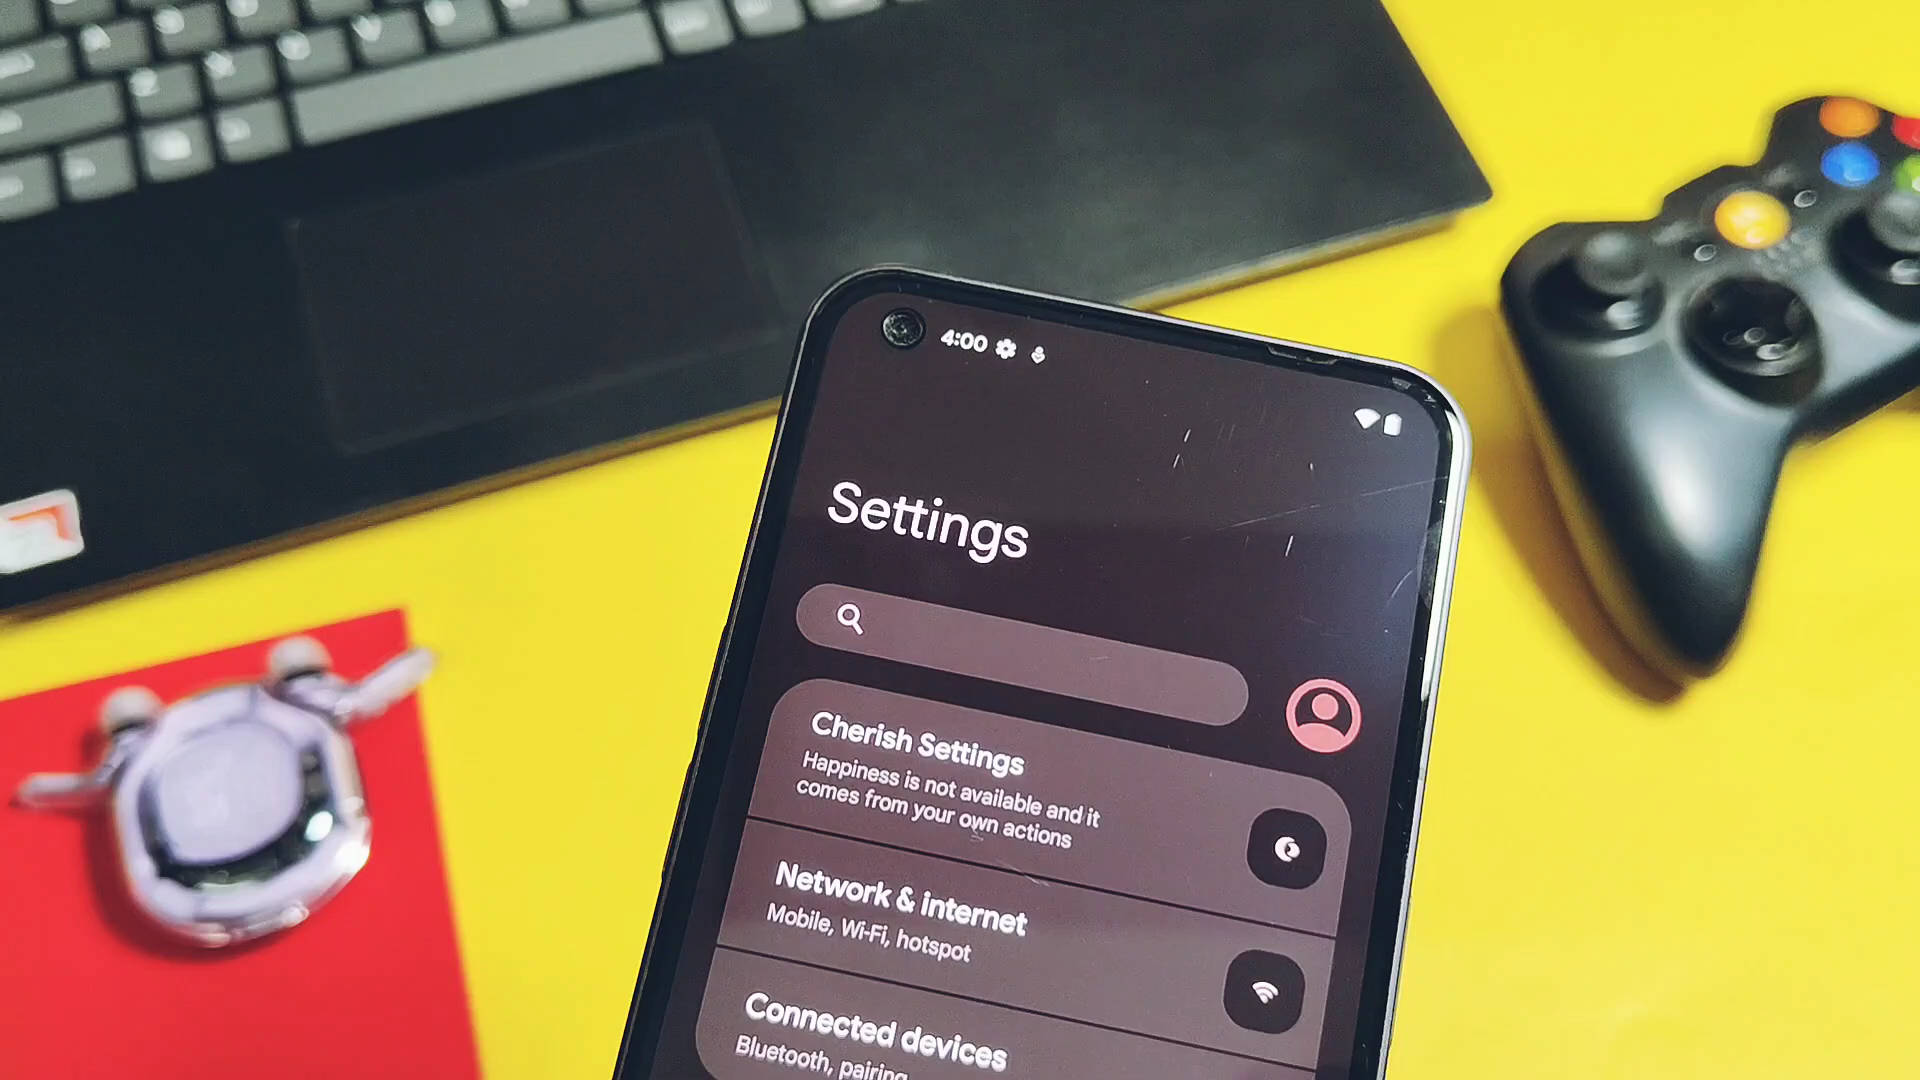 4:00
Settings
Cherish Settings
Happiness is not available and it
comes from your own actions
Network & internet
Mobile, Wi-Fi, hotspot
Connected devices
Bluetooth, pairing